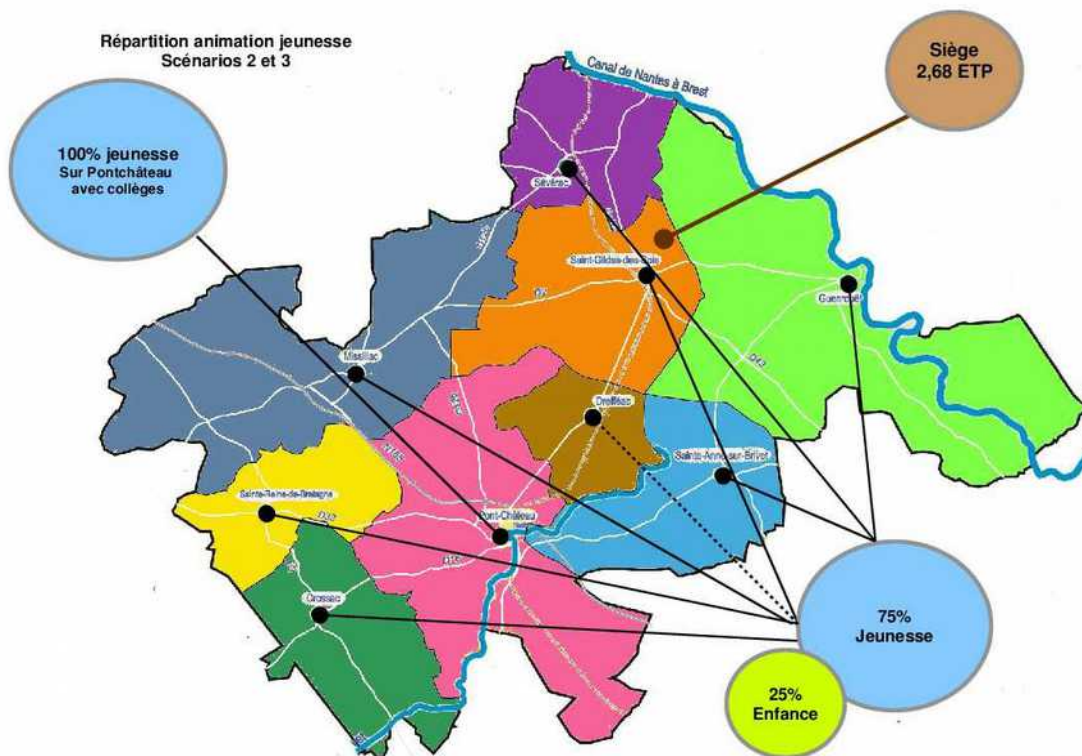 Répartition animation jeunesse
Scénarios 2 et 3
Siège
2,68 ETP
Canal de Nantes à Brest
100% jeunesse
Sur Pontchâteau
avec collèges
Sévérac
Saint-Gildas-des-Bois
Guenrouët
Missillac
Drefféac
Sainte-Anne-sur-Brivet
Sainte-Reine-de-Bretagne
D33
Pont-Château
Crossac
75%
Jeunesse
25%
Enfance